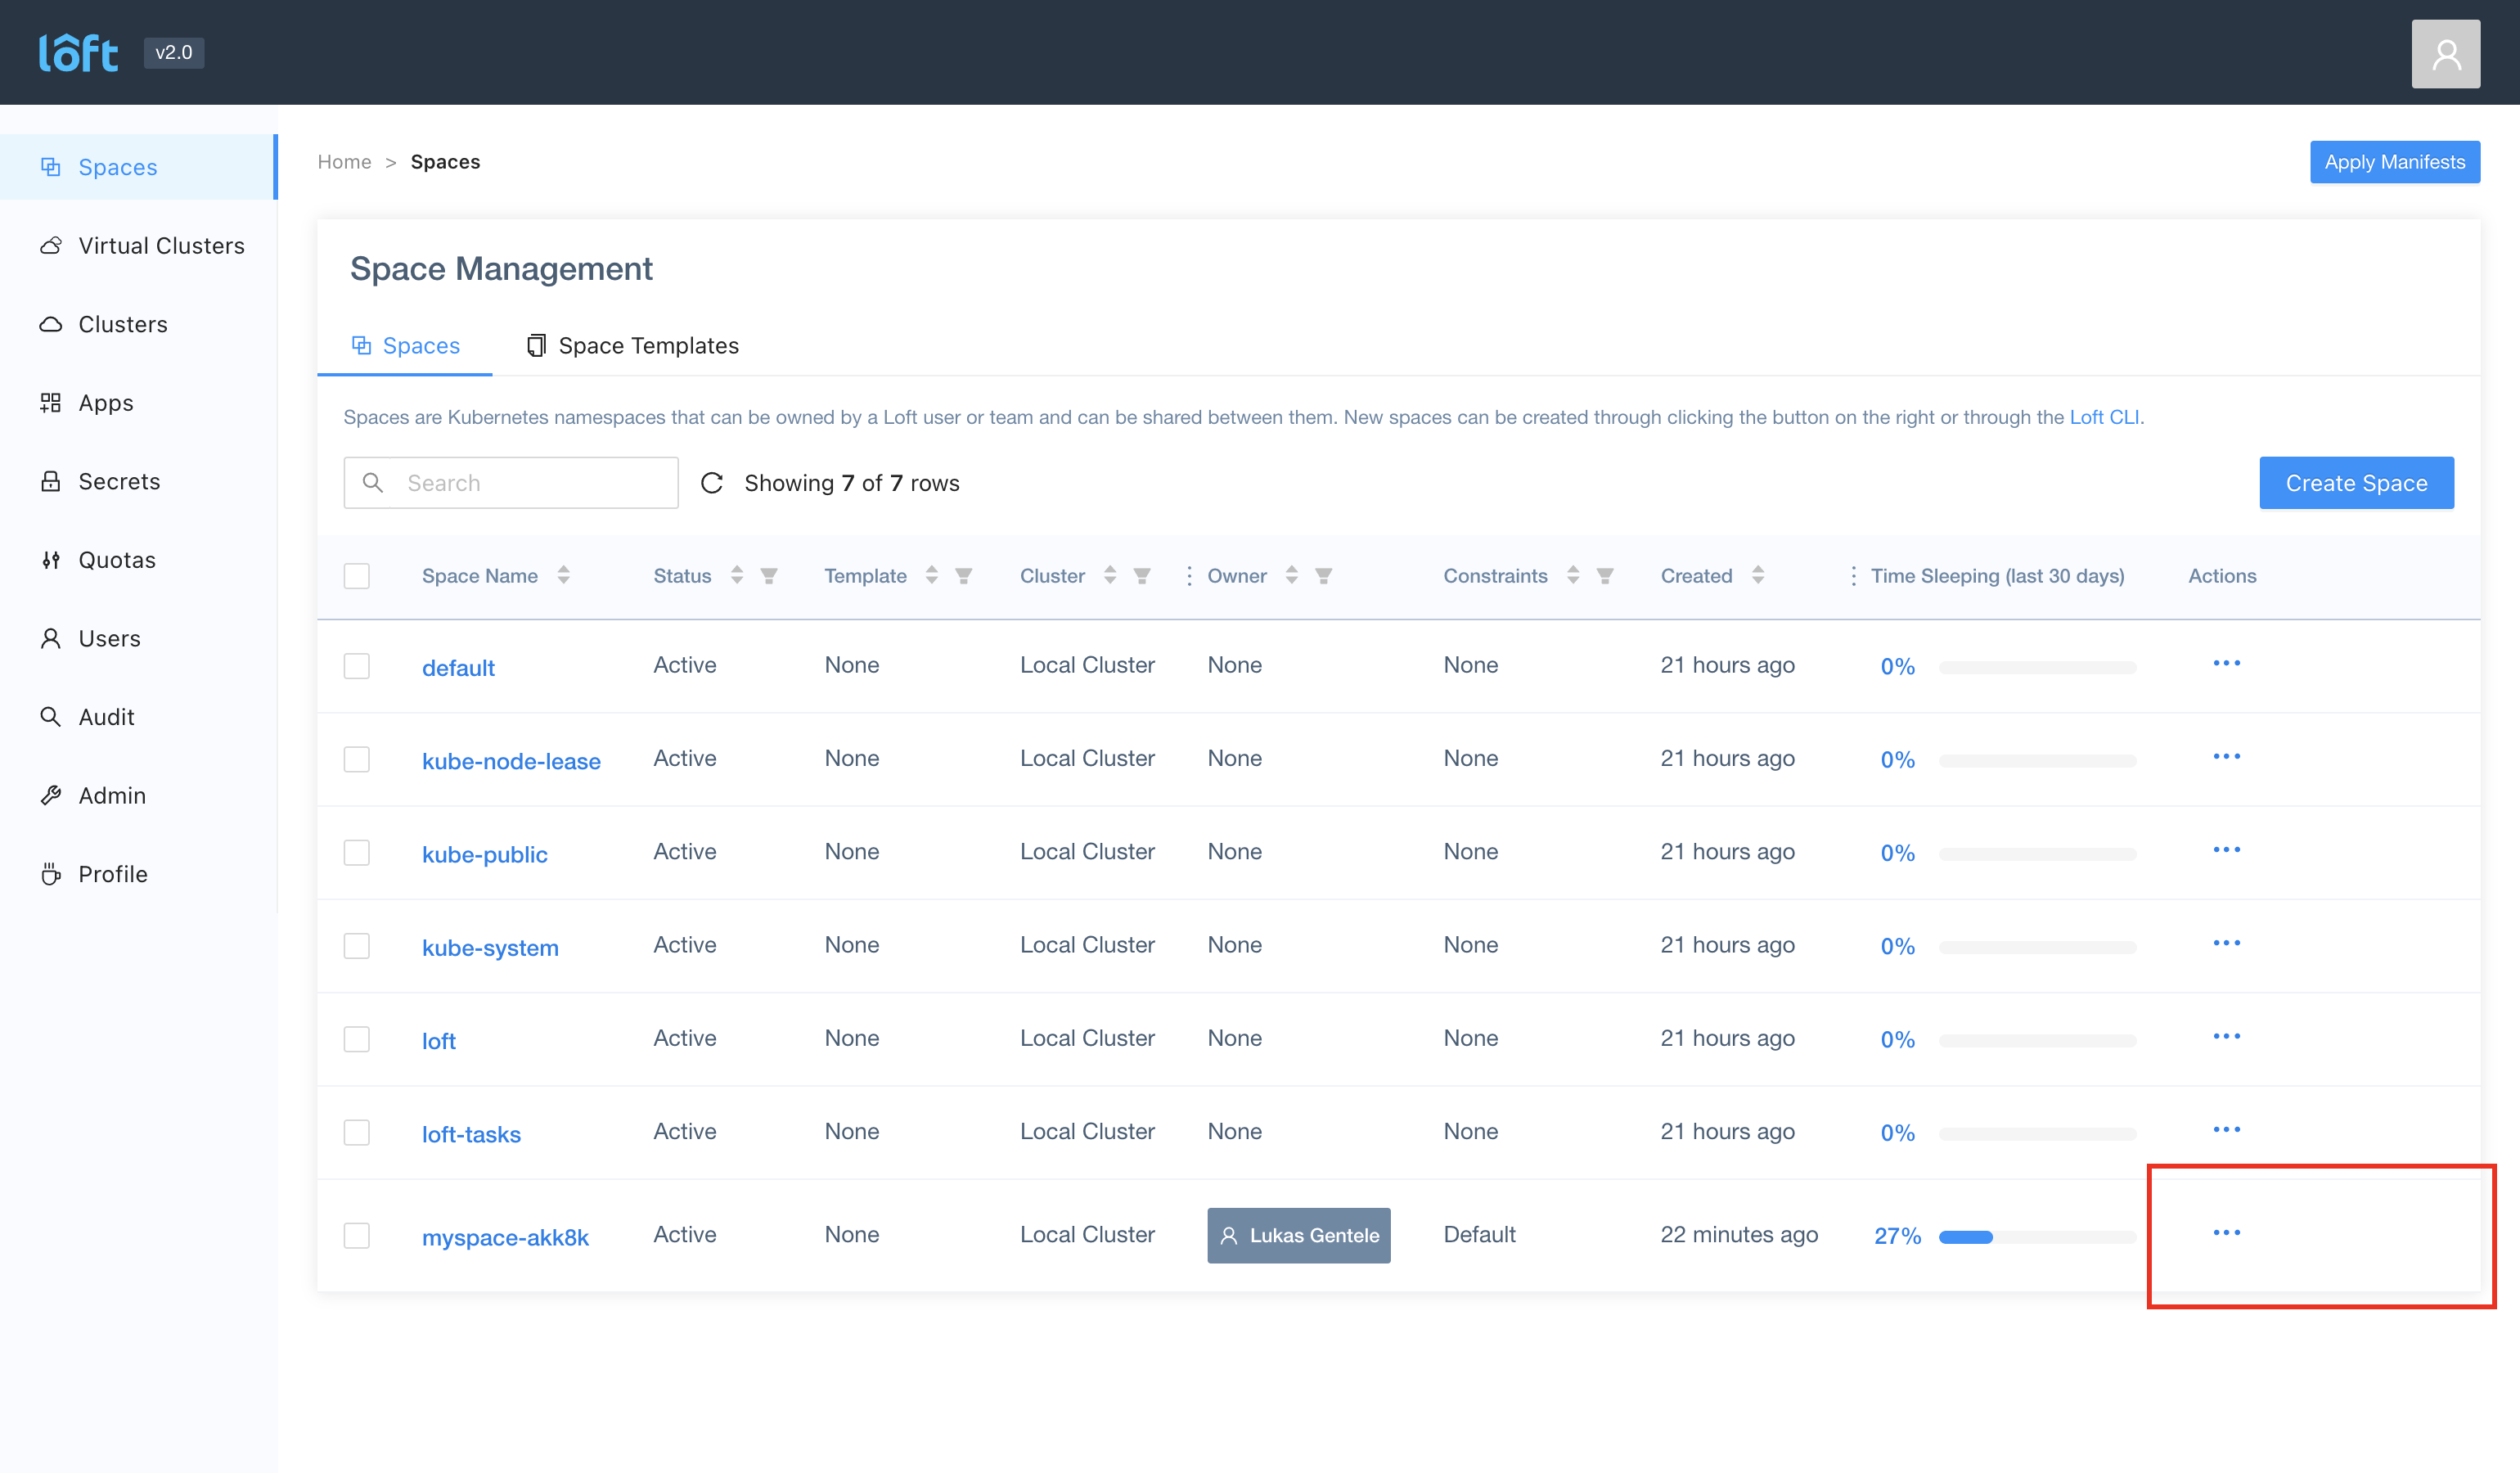 lôft v2.0
Home > Spaces
Apply Manifests
Spaces
Virtual Clusters
Clusters
Apps
Secrets
Quotas
Users
Audit
Admin
Profile
Space Management
Spaces Space Templates
Spaces are Kubernetes namespaces that can be owned by a Loft user or team and can be shared between them. New spaces can be created through clicking the button on the right or through the Loft CLI.
Search Showing 7 of 7 rows Create Space
Space Name Status Template Cluster Owner Constraints Created Time Sleeping (last 30 days) Actions
default Active None Local Cluster None None 21 hours ago 0%
kube-node-lease Active None Local Cluster None None 21 hours ago 0%
kube-public Active None Local Cluster None None 21 hours ago 0%
kube-system Active None Local Cluster None None 21 hours ago 0%
loft Active None Local Cluster None None 21 hours ago 0%
loft-tasks Active None Local Cluster None None 21 hours ago 0%
myspace-akk8k Active None Local Cluster Lukas Gentele Default 22 minutes ago 27%